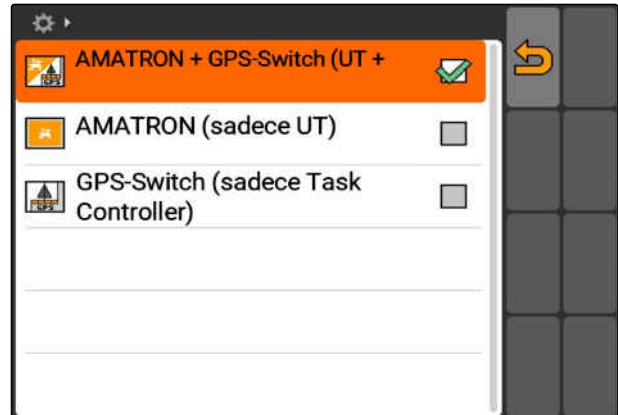 AMATRON + GPS-Switch (UT +
AMATRON (sadece UT)
GPS-Switch (sadece Task
Controller)